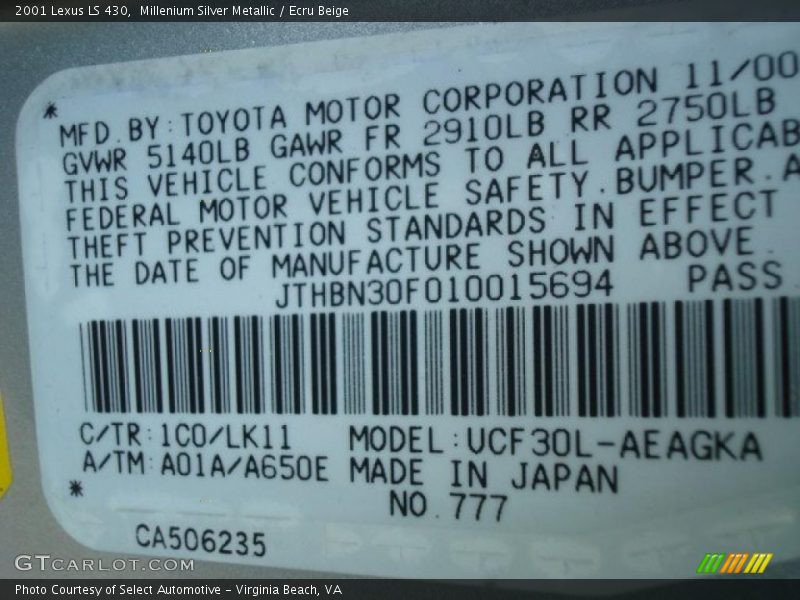 2001 Lexus LS 430,  Millenium Silver Metallic / Ecru Beige
*
MFD.BY:TOYOTA MOTOR CORPORATION 11/00
GVWR 5140LB GAWR FR 2910LB RR 2750LB
THIS VEHICLE CONFORMS TO ALL APPLICAB
FEDERAL MOTOR VEHICLE SAFETY.BUMPER.A
THEFT PREVENTION STANDARDS IN EFFECT
THE DATE OF MANUFACTURE SHOWN ABOVE.
JTHBN30F010015694 PASS
C/TR:1C0/LK11 MODEL:UCF30L-AEAGKA
A/TM:A01A/A650E MADE IN JAPAN
* NO.777
CA506235
GTCARLOT.COM
Photo Courtesy of Select Automotive - Virginia Beach, VA